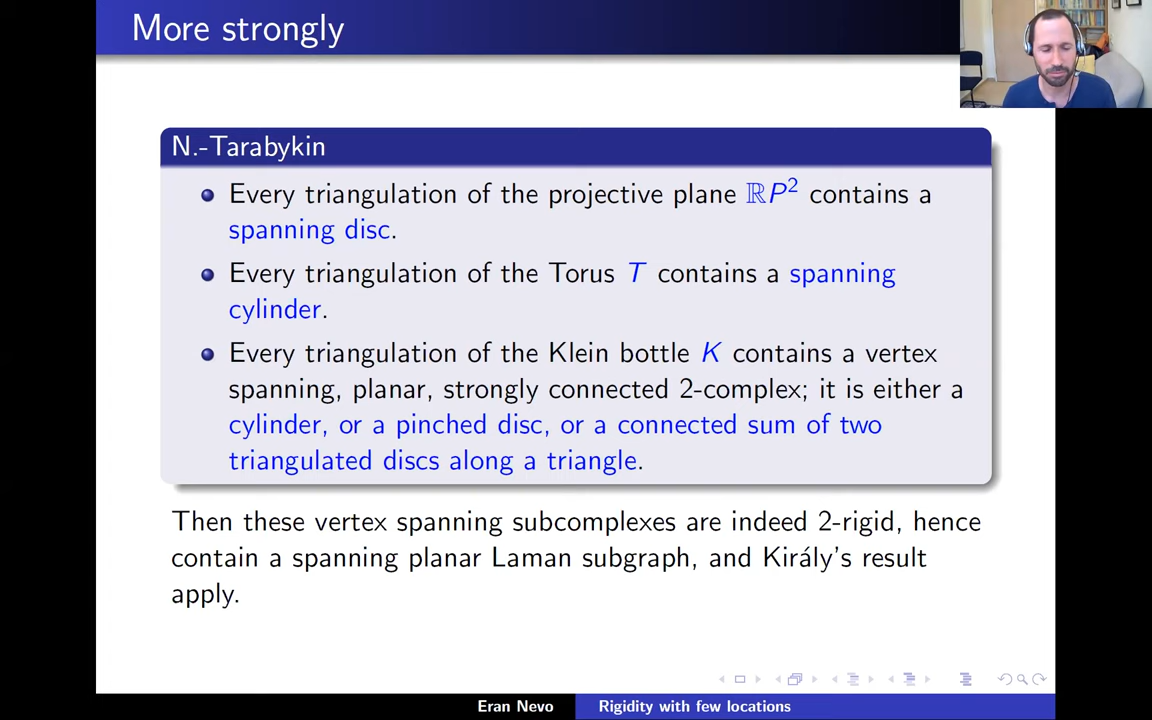 More strongly
N.-Tarabykin
Every triangulation of the projective plane ℝP² contains a
spanning disc.
Every triangulation of the Torus T contains a spanning
cylinder.
Every triangulation of the Klein bottle K contains a vertex
spanning, planar, strongly connected 2-complex; it is either a
cylinder, or a pinched disc, or a connected sum of two
triangulated discs along a triangle.
Then these vertex spanning subcomplexes are indeed 2-rigid, hence
contain a spanning planar Laman subgraph, and Király's result
apply.
Eran Nevo
Rigidity with few locations